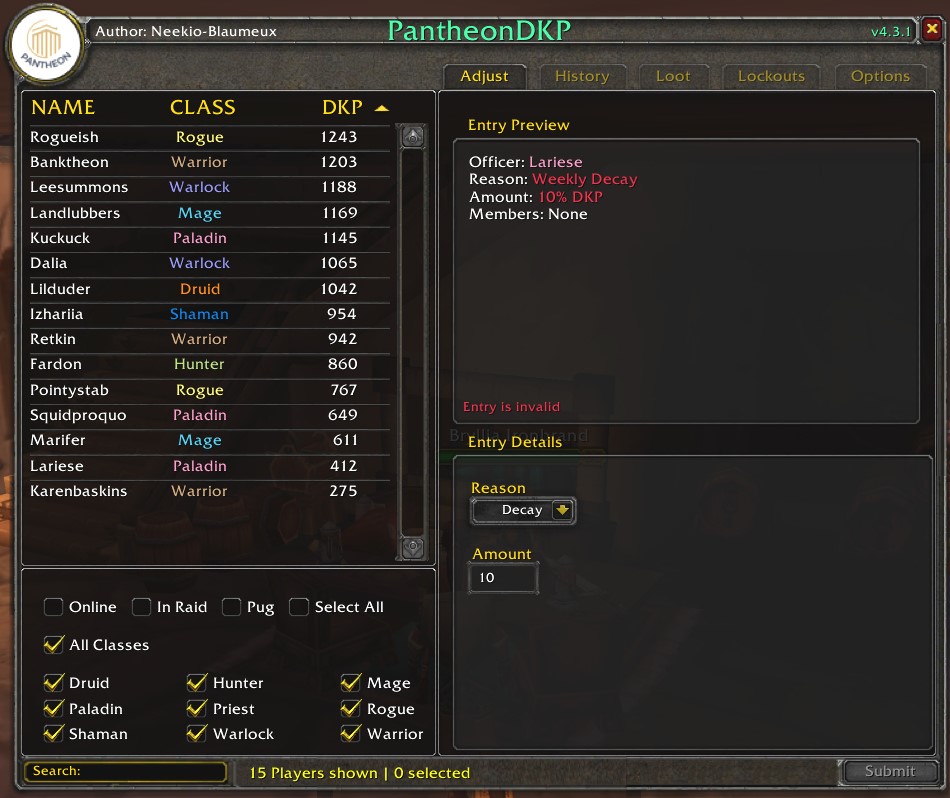 PANTHEON
Author: Neekio-Blaumeux
PantheonDKP
v4.3.1
Adjust History Loot Lockouts Options
NAME CLASS DKP
Rogueish Rogue 1243
Banktheon Warrior 1203
Leesummons Warlock 1188
Landlubbers Mage 1169
Kuckuck Paladin 1145
Dalia Warlock 1065
Lilduder Druid 1042
Izhariia Shaman 954
Retkin Warrior 942
Fardon Hunter 860
Pointystab Rogue 767
Squidproquo Paladin 649
Marifer Mage 611
Lariese Paladin 412
Karenbaskins Warrior 275
Online In Raid Pug Select All
All Classes
Druid Hunter Mage
Paladin Priest Rogue
Shaman Warlock Warrior
Search:
15 Players shown | 0 selected
Entry Preview
Officer: Lariese
Reason: Weekly Decay
Amount: 10% DKP
Members: None
Entry is invalid
Entry Details
Reason
Decay
Amount
10
Submit